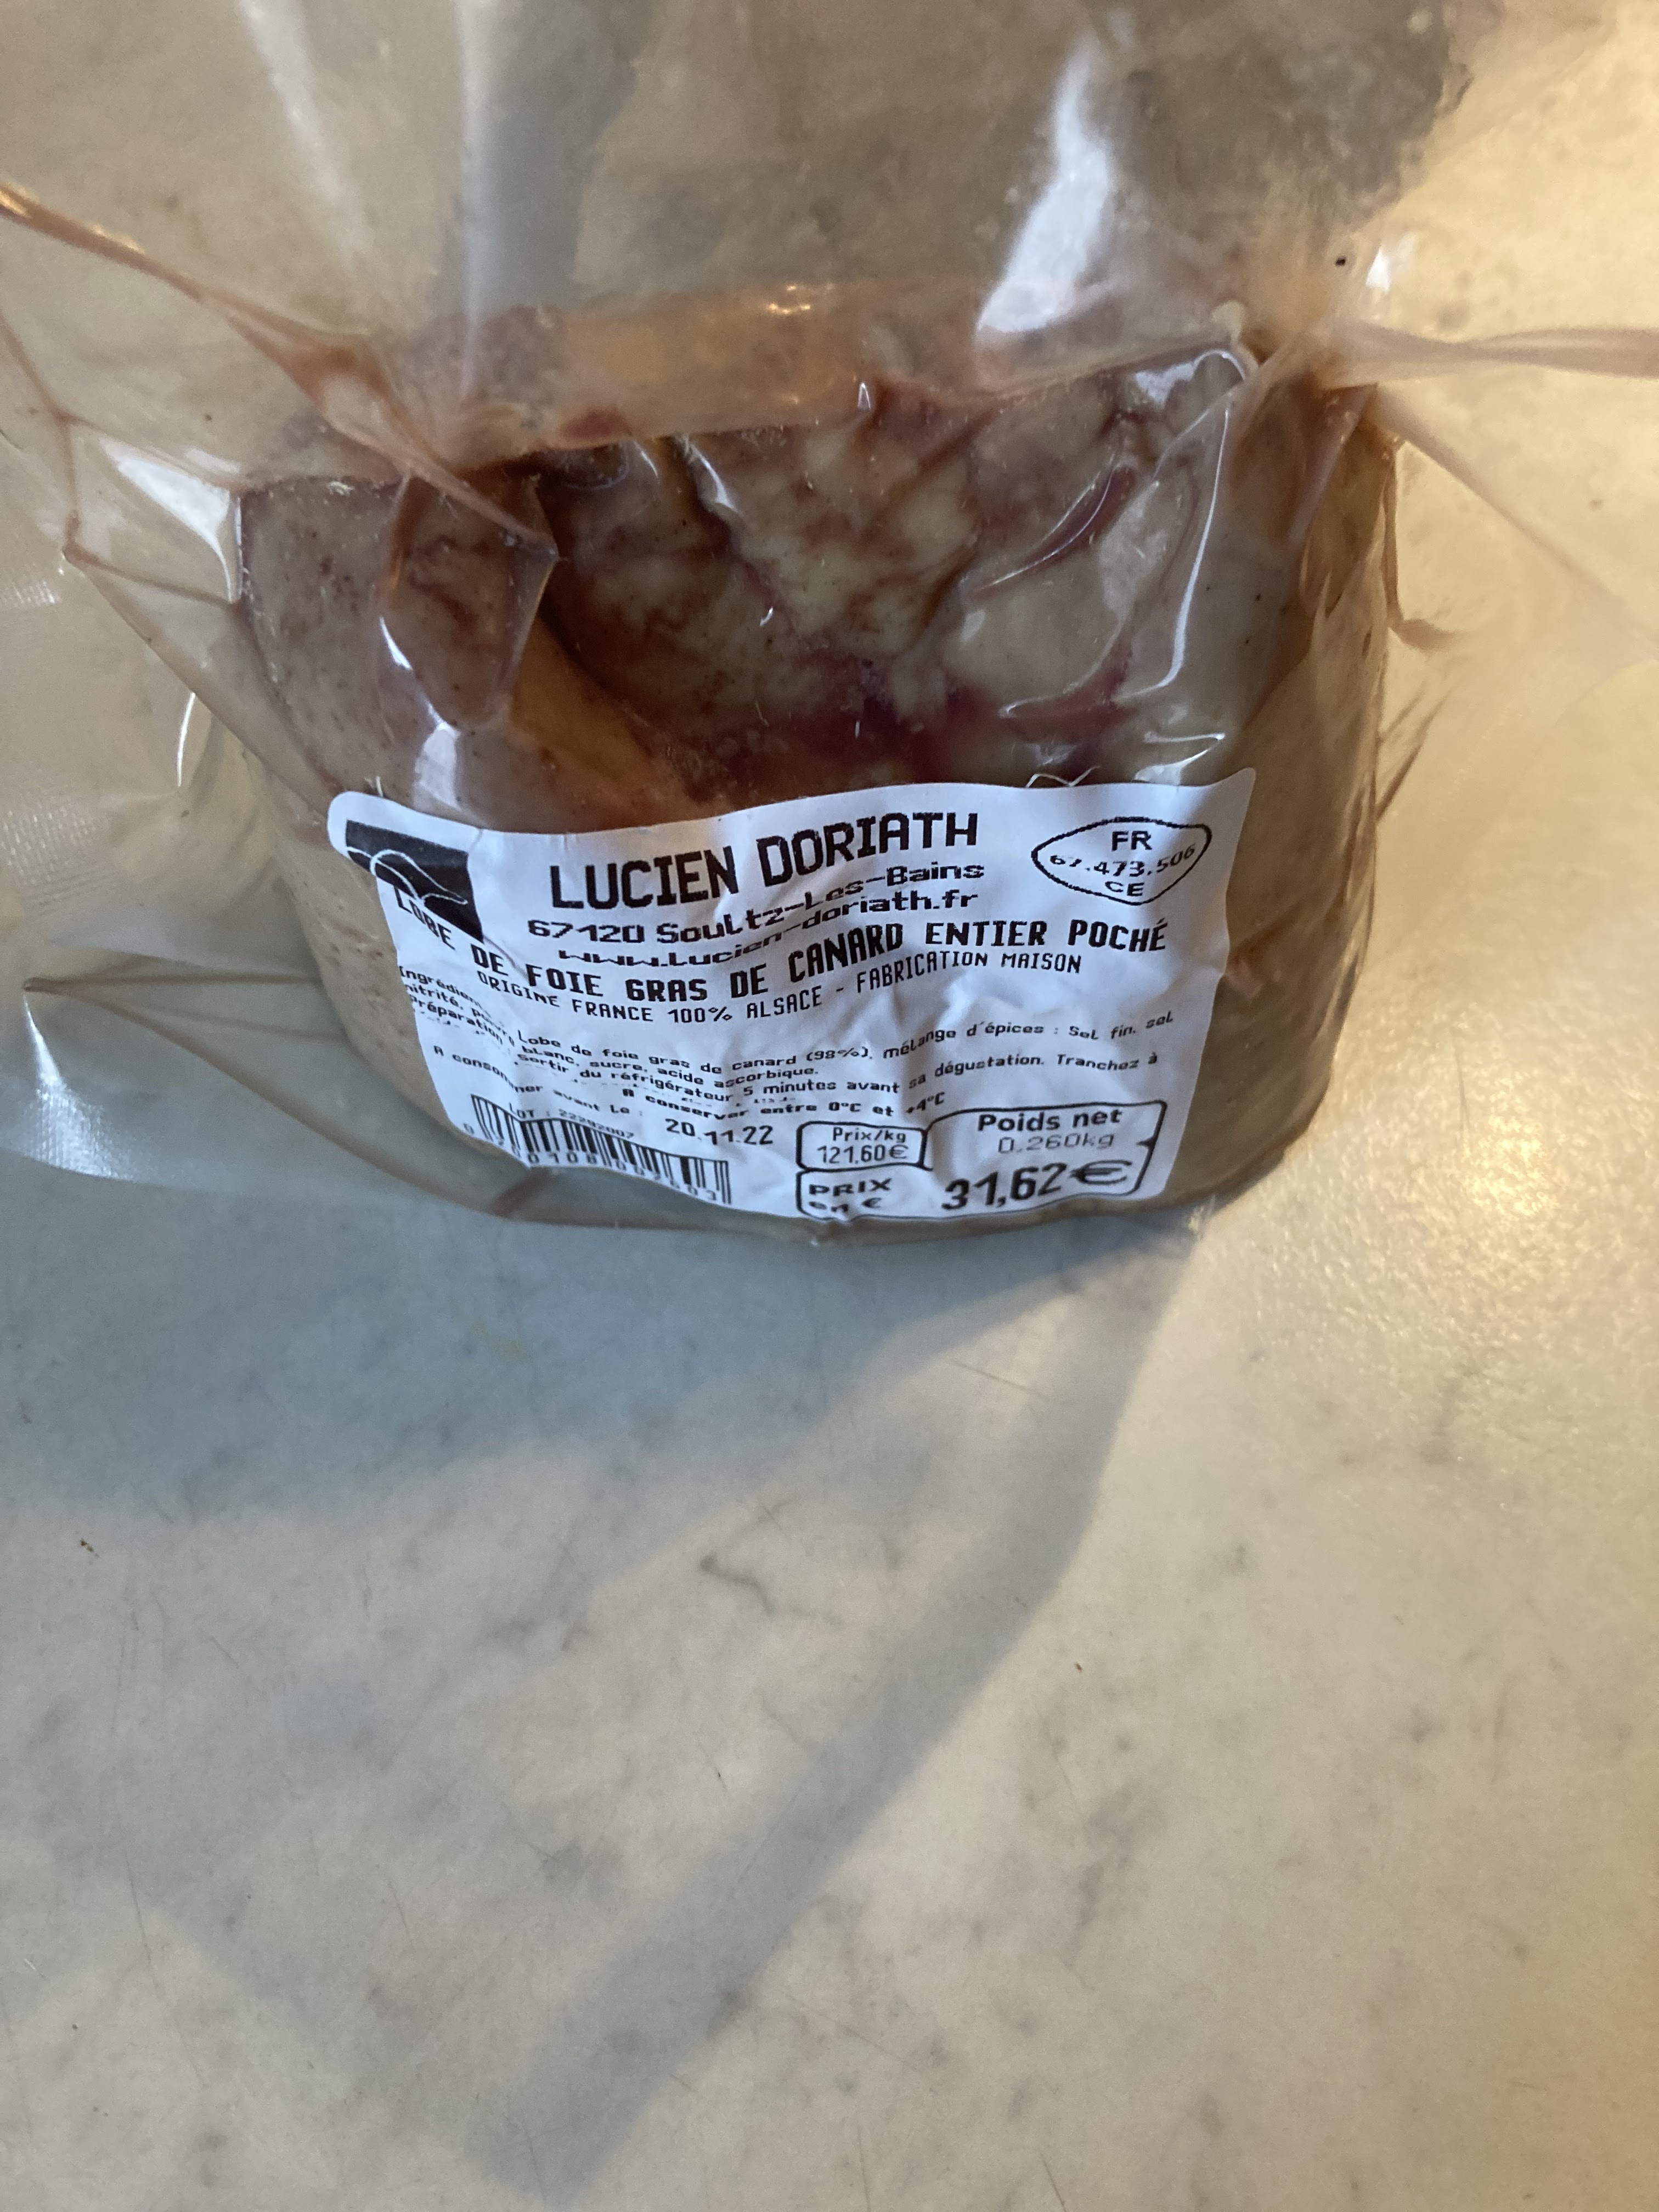 LUCIEN DORIATH
67120 Soultz-Les-Bains
www.Lucien-doriath.fr
FR
67.473.506
CE
LOBE DE FOIE GRAS DE CANARD ENTIER POCHÉ
ORIGINE FRANCE 100% ALSACE - FABRICATION MAISON
Lobe de foie gras de canard (98%), mélange d'épices : Sel fin, sel
nitrité, blanc, sucre, acide ascorbique.
Préparation : Sortir du réfrigérateur 5 minutes avant sa dégustation. Tranchez à
A conserver entre 0°C et +4°C
A consommer avant Le : 20.11.22
LOT : 22292007
Prix/kg
121,60€
Poids net
0.260kg
PRIX
en €
31,62€